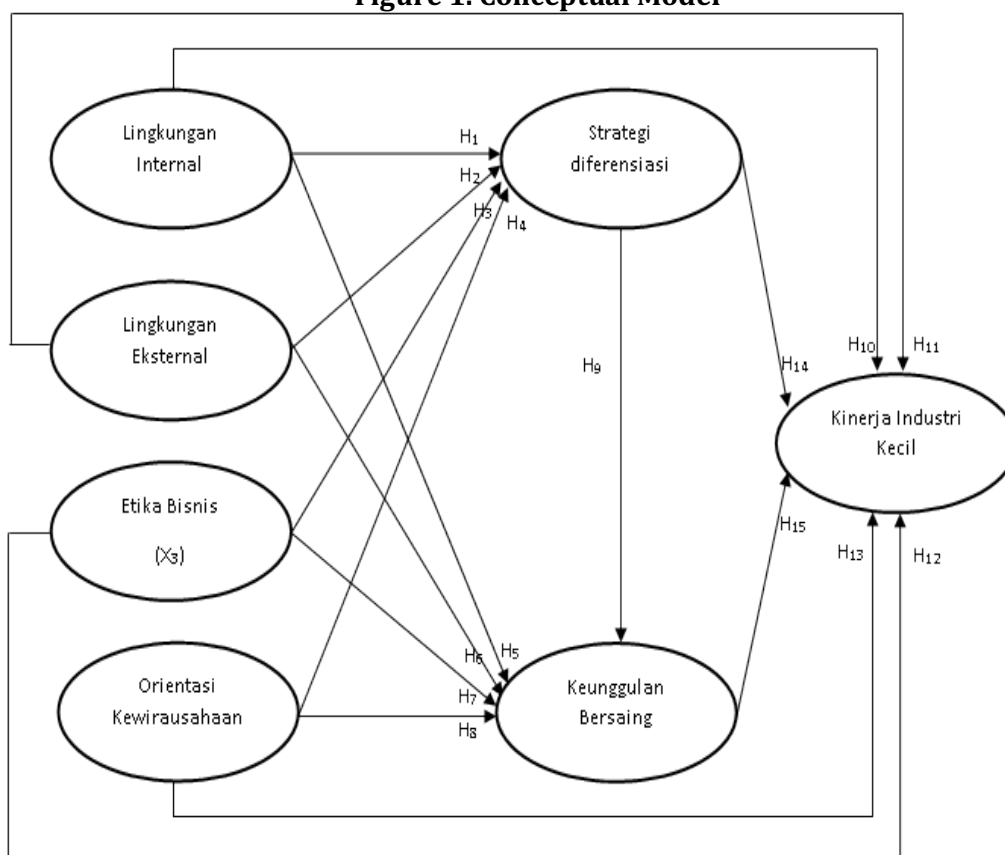 Figure 1. Conceptual Model
Lingkungan
Internal
Strategi
diferensiasi
H₁
H₂
H₃
H₄
Lingkungan
Eksternal
H₉
H₁₀
H₁₁
H₁₄
Kinerja Industri
Kecil
Etika Bisnis
(X₃)
H₁₅
H₁₃
H₁₂
H₅
H₆
H₇
H₈
Orientasi
Kewirausahaan
Keunggulan
Bersaing